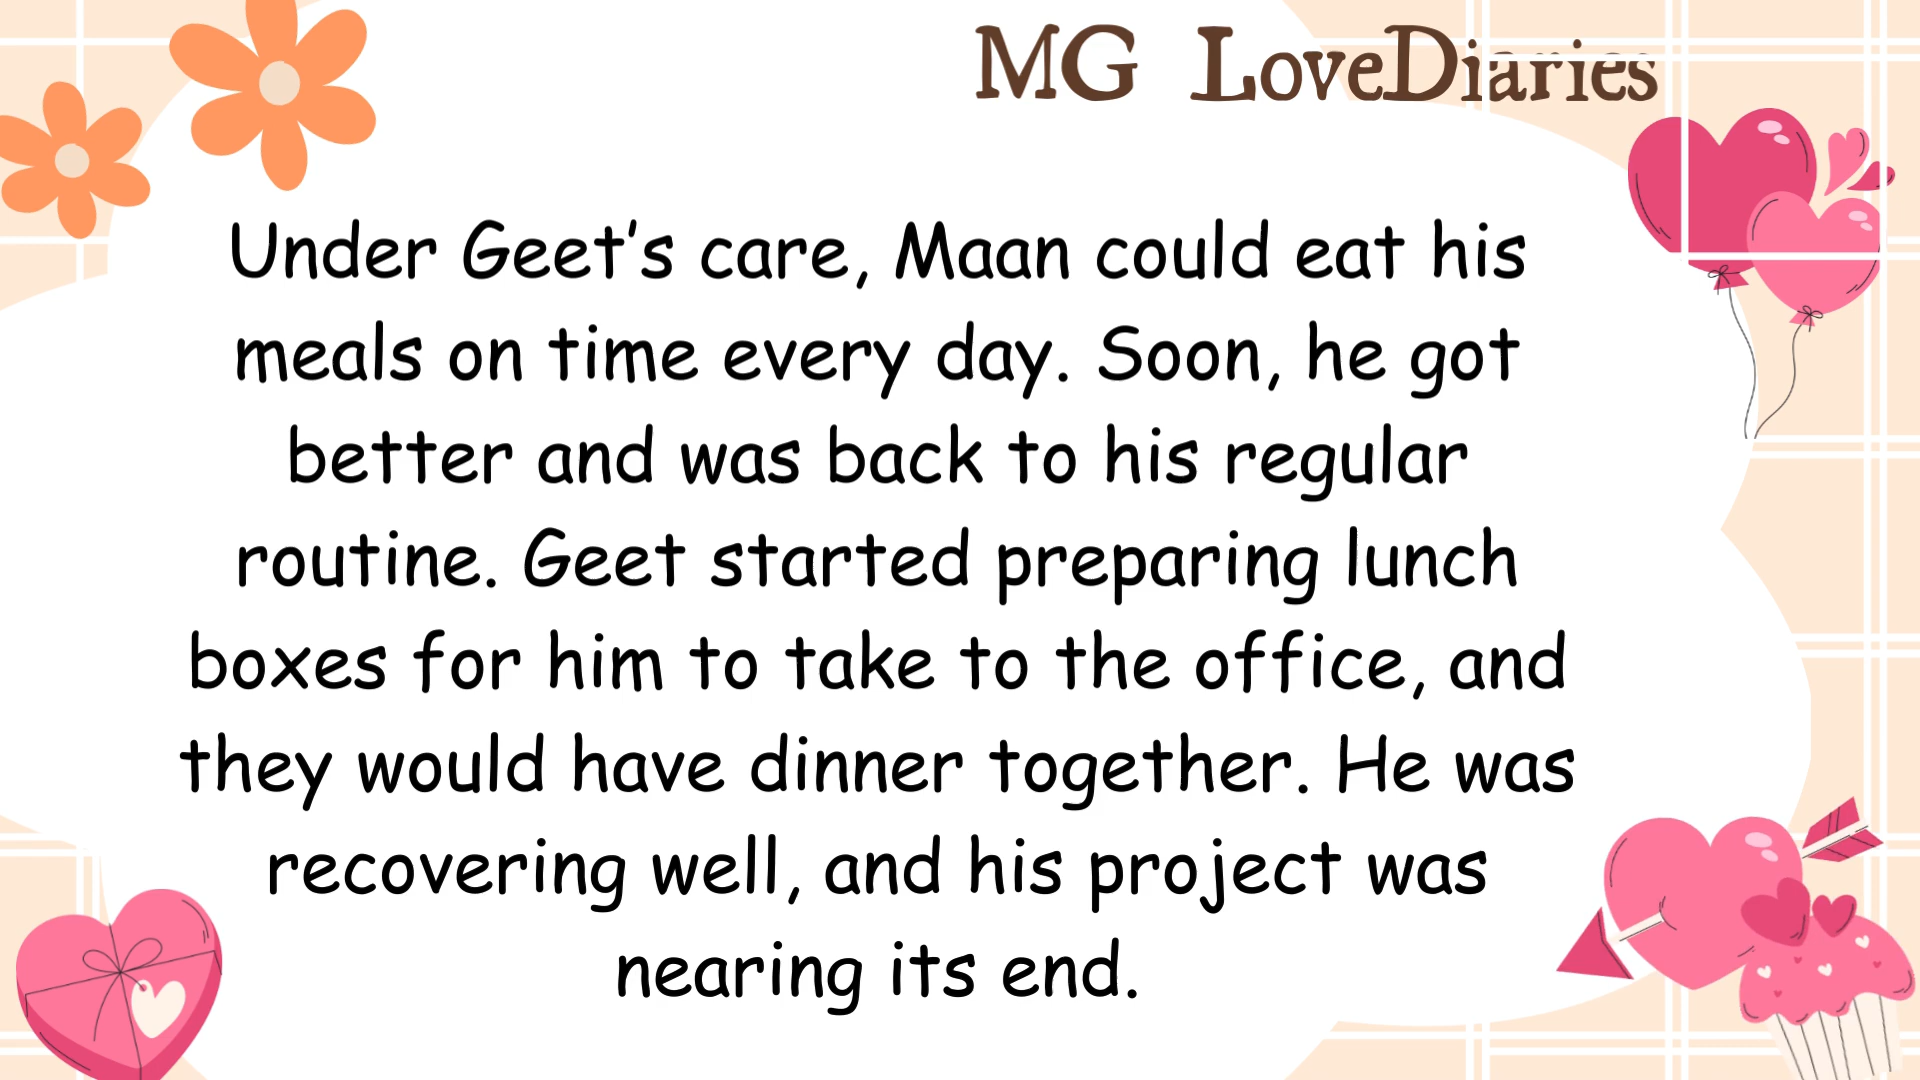 MG LoveDiaries
Under Geet’s care, Maan could eat his
meals on time every day. Soon, he got
better and was back to his regular
routine. Geet started preparing lunch
boxes for him to take to the office, and
they would have dinner together. He was
recovering well, and his project was
nearing its end.